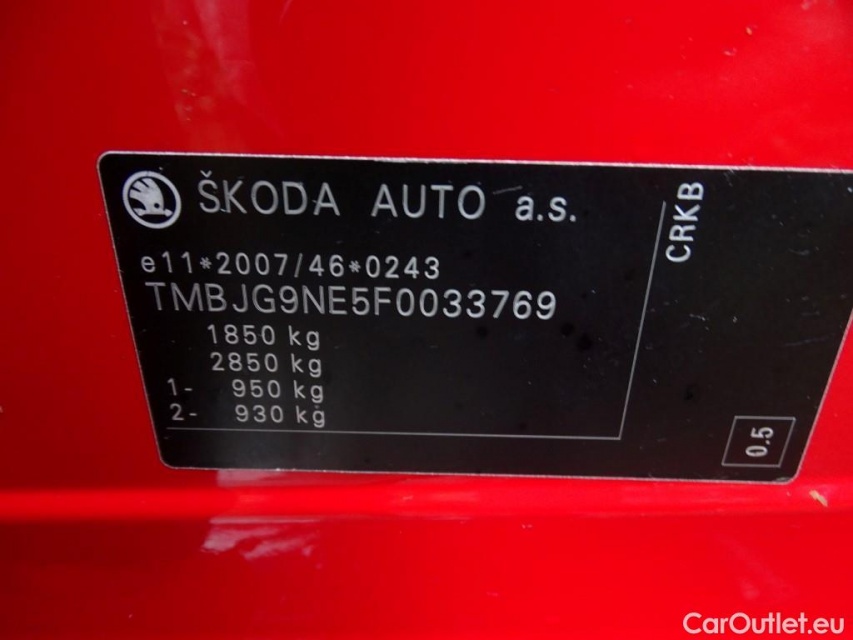 ŠKODA AUTO a.s.
e11*2007/46*0243
TMBJG9NE5F0033769
1850 kg
2850 kg
1- 950 kg
2- 930 kg
CRKB
0.5
CarOutlet.eu